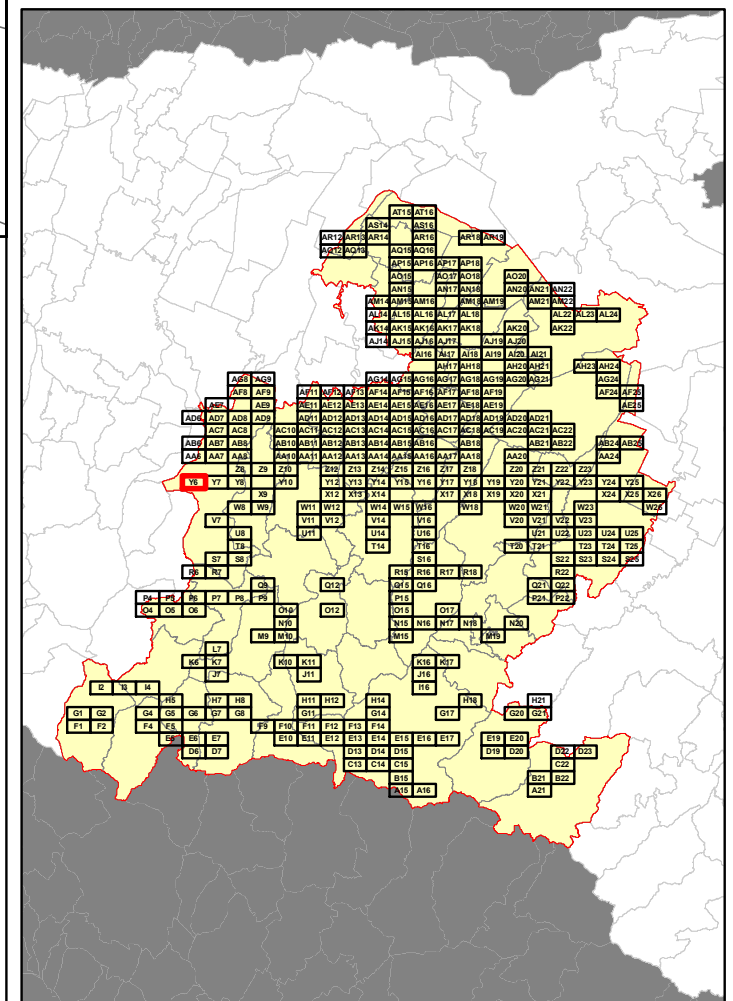 AT15 AT16
AS14 AS16
AR12 AR13 AR14 AR16 AR18 AR19
AQ12 AQ13 AQ15 AQ16
AP15 AP16 AP17 AP18
AO15 AO17 AO18 AO20
AN15 AN17 AN18 AN20 AN21 AN22
AM14 AM15 AM16 AM18 AM19 AM21 AM22
AL14 AL15 AL16 AL17 AL18 AL22 AL23 AL24
AK14 AK15 AK16 AK17 AK18 AK20 AK22
AJ14 AJ15 AJ16 AJ17 AJ19 AJ20
AI16 AI17 AI18 AI19 AI20 AI21
AH17 AH18 AH20 AH21 AH23 AH24
AG8 AG9 AG14 AG15 AG16 AG17 AG18 AG19 AG20 AG21 AG24
AF8 AF9 AF11 AF12 AF13 AF14 AF15 AF16 AF17 AF18 AF19 AF24 AF25
AE7 AE9 AE11 AE12 AE13 AE14 AE15 AE16 AE17 AE18 AE19 AE25
AD6 AD7 AD8 AD9 AD11 AD12 AD13 AD14 AD15 AD16 AD17 AD18 AD19 AD20 AD21
AC7 AC8 AC10 AC11 AC12 AC13 AC14 AC15 AC16 AC17 AC18 AC19 AC20 AC21 AC22
AB6 AB7 AB8 AB10 AB11 AB12 AB13 AB14 AB15 AB16 AB18 AB21 AB22 AB24 AB25
AA6 AA7 AA8 AA10 AA11 AA12 AA13 AA14 AA15 AA16 AA18 AA20 AA24
Z8 Z9 Z10 Z12 Z13 Z14 Z15 Z16 Z17 Z18 Z20 Z21 Z22 Z23
Y6 Y7 Y8 Y10 Y12 Y13 Y14 Y15 Y16 Y17 Y18 Y19 Y20 Y21 Y22 Y23 Y24 Y25
X9 X12 X13 X14 X17 X18 X19 X20 X21 X24 X25 X26
W8 W9 W11 W12 W14 W15 W16 W18 W20 W21 W23 W26
V7 V11 V12 V14 V16 V20 V21 V22 V23
U8 U11 U14 U16 U21 U22 U23 U24 U25
T8 T14 T16 T20 T21 T23 T24 T25
S7 S8 S16 S22 S23 S24 S25
R6 R7 R15 R16 R17 R18 R22
Q9 Q12 Q15 Q16 Q21 Q22
P4 P5 P6 P7 P8 P9 P15 P21 P22
O4 O5 O6 O10 O12 O15 O17
N10 N15 N16 N17 N18 N20
M9 M10 M15 M19
L7
K6 K7 K10 K11 K16 K17
J7 J11 J16
I2 I3 I4 I16
H5 H7 H8 H11 H12 H14 H18 H21
G1 G2 G4 G5 G6 G7 G8 G11 G14 G17 G20 G21
F1 F2 F4 F5 F9 F10 F11 F12 F13 F14
E5 E6 E7 E10 E11 E12 E13 E14 E15 E16 E17 E19 E20
D6 D7 D13 D14 D15 D19 D20 D22 D23
C13 C14 C15 C22
B15 B21 B22
A15 A16 A21